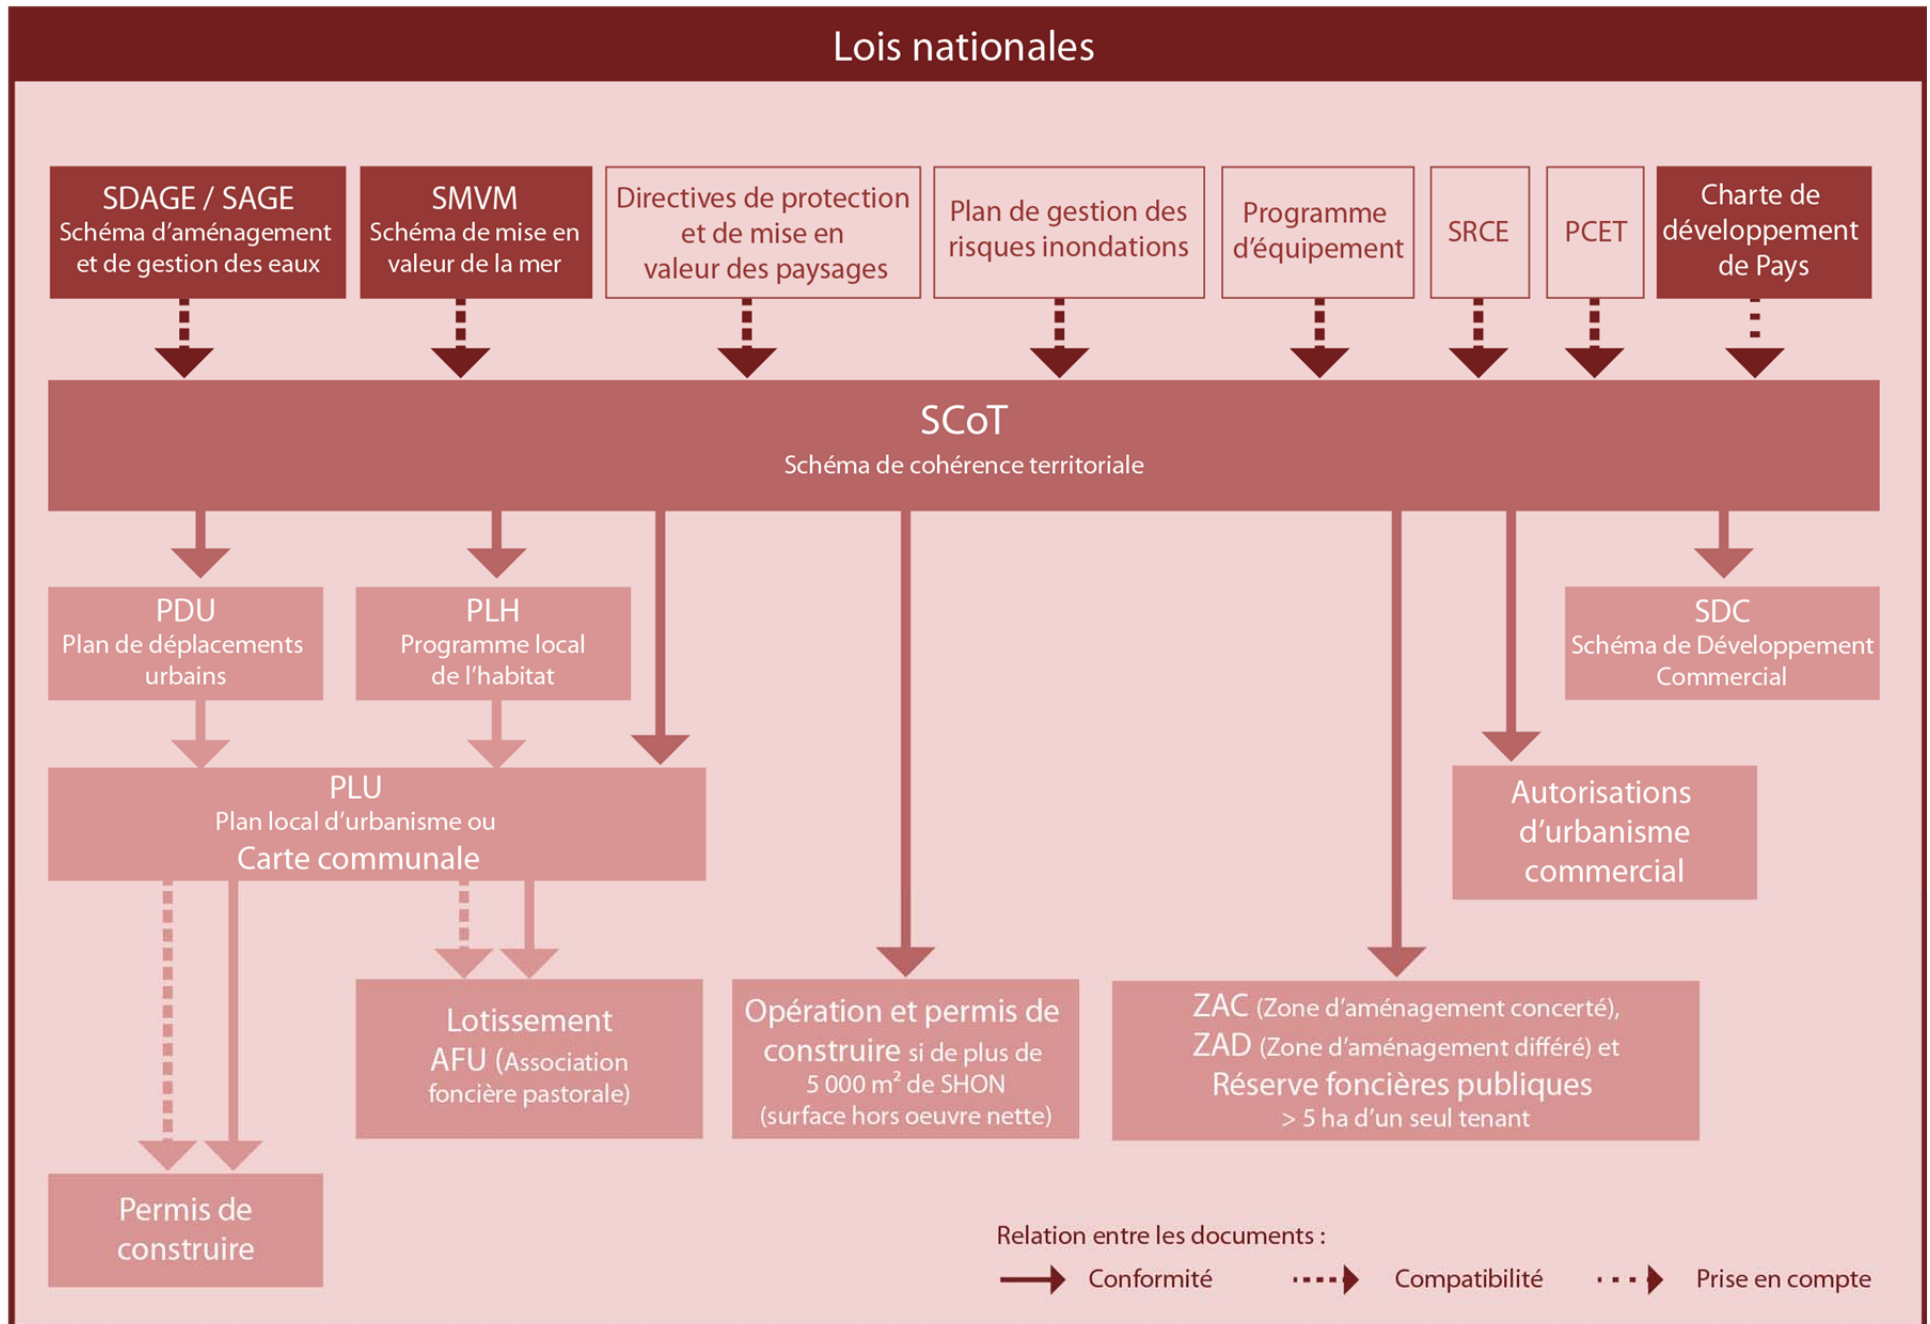 Lois nationales
SDAGE / SAGE
Schéma d'aménagement
et de gestion des eaux
SMVM
Schéma de mise en
valeur de la mer
Directives de protection
et de mise en
valeur des paysages
Plan de gestion des
risques inondations
Programme
d'équipement
SRCE
PCET
Charte de
développement
de Pays
SCoT
Schéma de cohérence territoriale
PDU
Plan de déplacements
urbains
PLH
Programme local
de l'habitat
SDC
Schéma de Développement
Commercial
PLU
Plan local d'urbanisme ou
Carte communale
Autorisations
d'urbanisme
commercial
Lotissement
AFU (Association
foncière pastorale)
Opération et permis de
construire si de plus de
5 000 m² de SHON
(surface hors oeuvre nette)
ZAC (Zone d'aménagement concerté),
ZAD (Zone d'aménagement différé) et
Réserve foncières publiques
> 5 ha d'un seul tenant
Permis de
construire
Relation entre les documents :
Conformité
Compatibilité
Prise en compte